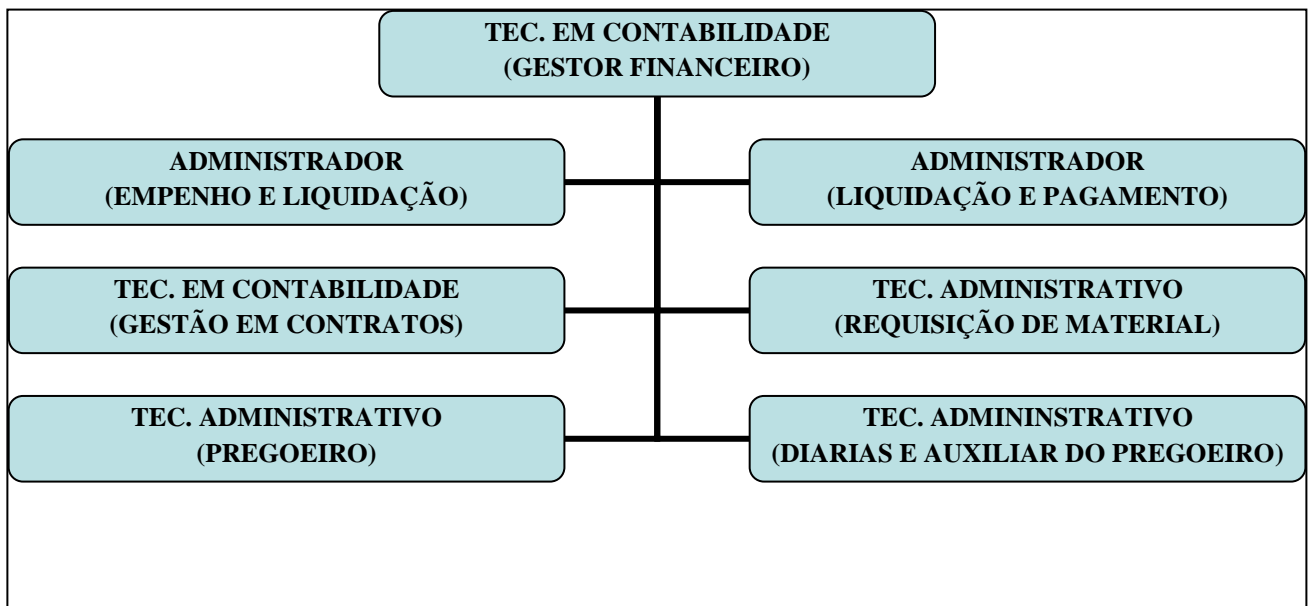 TEC. EM CONTABILIDADE
(GESTOR FINANCEIRO)
ADMINISTRADOR
(EMPENHO E LIQUIDAÇÃO)
ADMINISTRADOR
(LIQUIDAÇÃO E PAGAMENTO)
TEC. EM CONTABILIDADE
(GESTÃO EM CONTRATOS)
TEC. ADMINISTRATIVO
(REQUISIÇÃO DE MATERIAL)
TEC. ADMINISTRATIVO
(PREGOEIRO)
TEC. ADMININSTRATIVO
(DIARIAS E AUXILIAR DO PREGOEIRO)